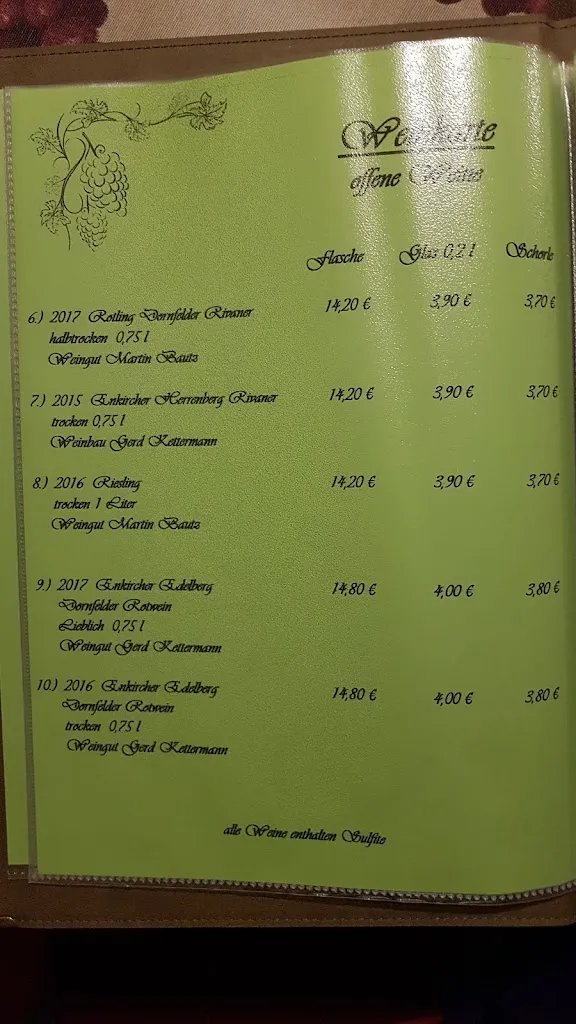 Weinkarte
offene Weine
Flasche Glas 0,2 l Schorle
6.) 2017 Rotling Dornfelder Rivaner 14,20 € 3,90 € 3,70 €
halbtrocken 0,75 l
Weingut Martin Bautz
7.) 2015 Enkircher Herrenberg Rivaner 14,20 € 3,90 € 3,70 €
trocken 0,75 l
Weinbau Gerd Kettermann
8.) 2016 Riesling 14,20 € 3,90 € 3,70 €
trocken 1 Liter
Weingut Martin Bautz
9.) 2017 Enkircher Edelberg 14,80 € 4,00 € 3,80 €
Dornfelder Rotwein
Lieblich 0,75 l
Weingut Gerd Kettermann
10.) 2016 Enkircher Edelberg 14,80 € 4,00 € 3,80 €
Dornfelder Rotwein
trocken 0,75 l
Weingut Gerd Kettermann
alle Weine enthalten Sulfite